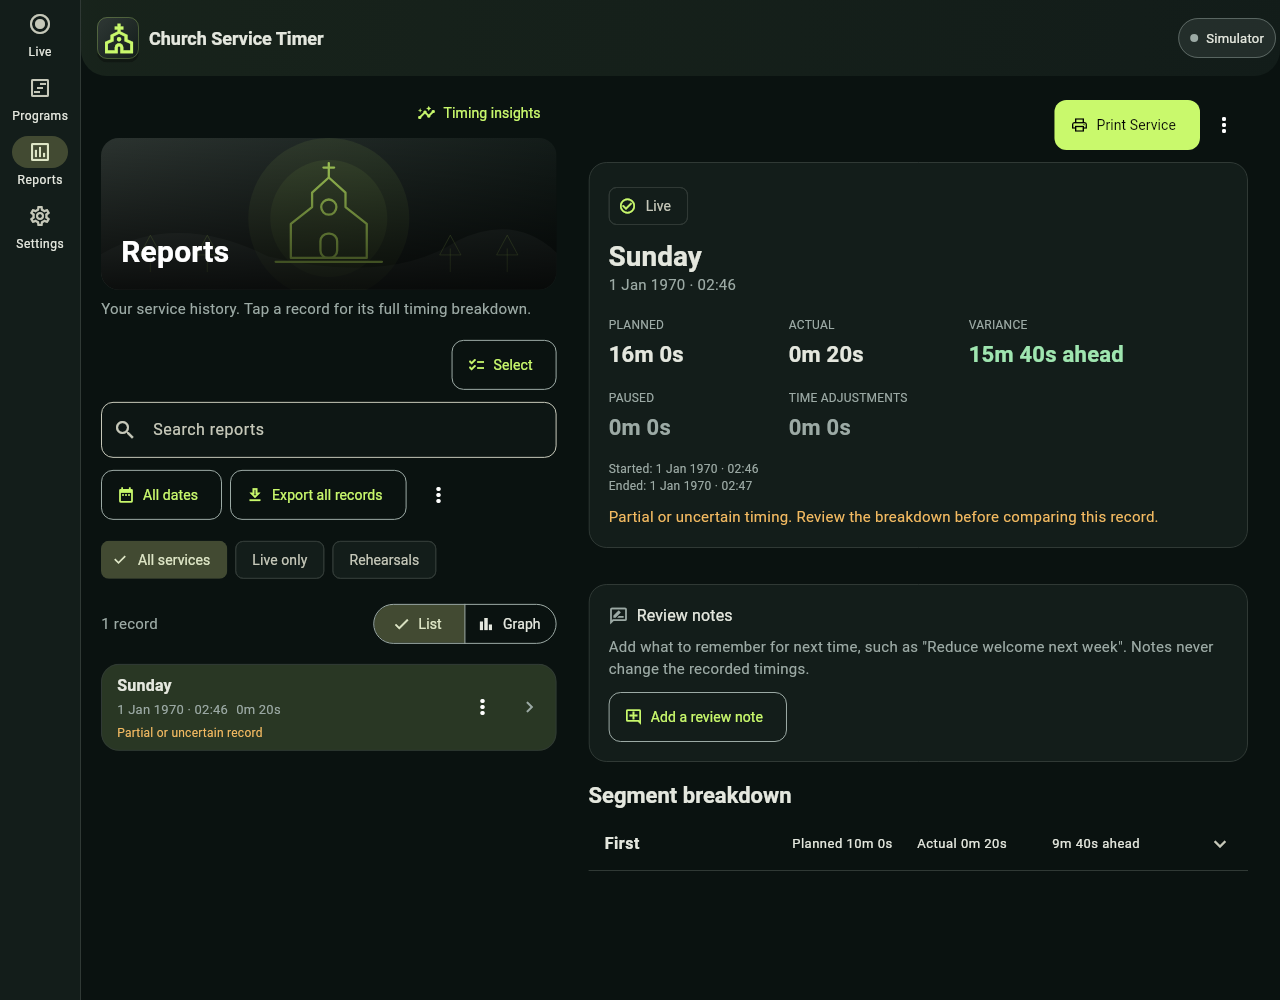 Live
Programs
Reports
Settings
Church Service Timer
Simulator
Timing insights
Reports
Your service history. Tap a record for its full timing breakdown.
Select
Search reports
All dates
Export all records
All services
Live only
Rehearsals
1 record
List
Graph
Sunday
1 Jan 1970 · 02:46 0m 20s
Partial or uncertain record
Print Service
Live
Sunday
1 Jan 1970 · 02:46
PLANNED
16m 0s
ACTUAL
0m 20s
VARIANCE
15m 40s ahead
PAUSED
0m 0s
TIME ADJUSTMENTS
0m 0s
Started: 1 Jan 1970 · 02:46
Ended: 1 Jan 1970 · 02:47
Partial or uncertain timing. Review the breakdown before comparing this record.
Review notes
Add what to remember for next time, such as "Reduce welcome next week". Notes never
change the recorded timings.
Add a review note
Segment breakdown
First Planned 10m 0s Actual 0m 20s 9m 40s ahead